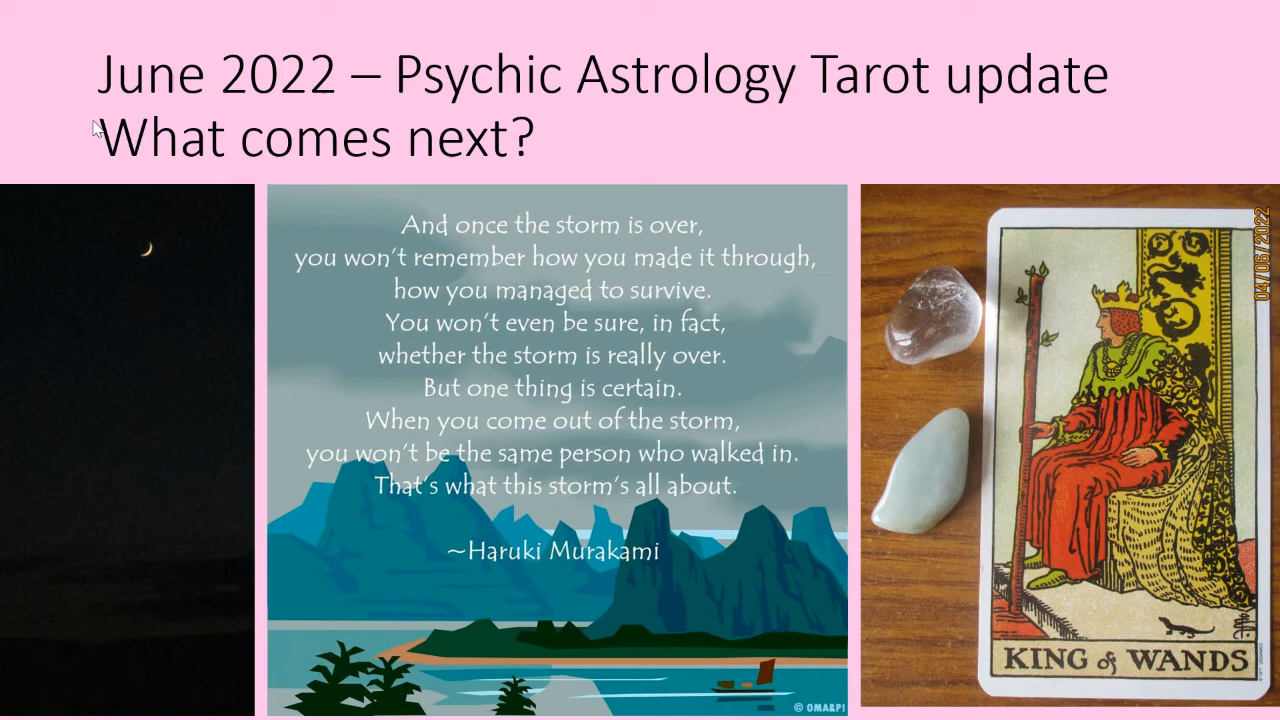 June 2022 – Psychic Astrology Tarot update
What comes next?
And once the storm is over,
you won't remember how you made it through,
how you managed to survive.
You won't even be sure, in fact,
whether the storm is really over.
But one thing is certain.
When you come out of the storm,
you won't be the same person who walked in.
That's what this storm's all about.
~Haruki Murakami
© OMA&P!
04/06/2022
KING of WANDS